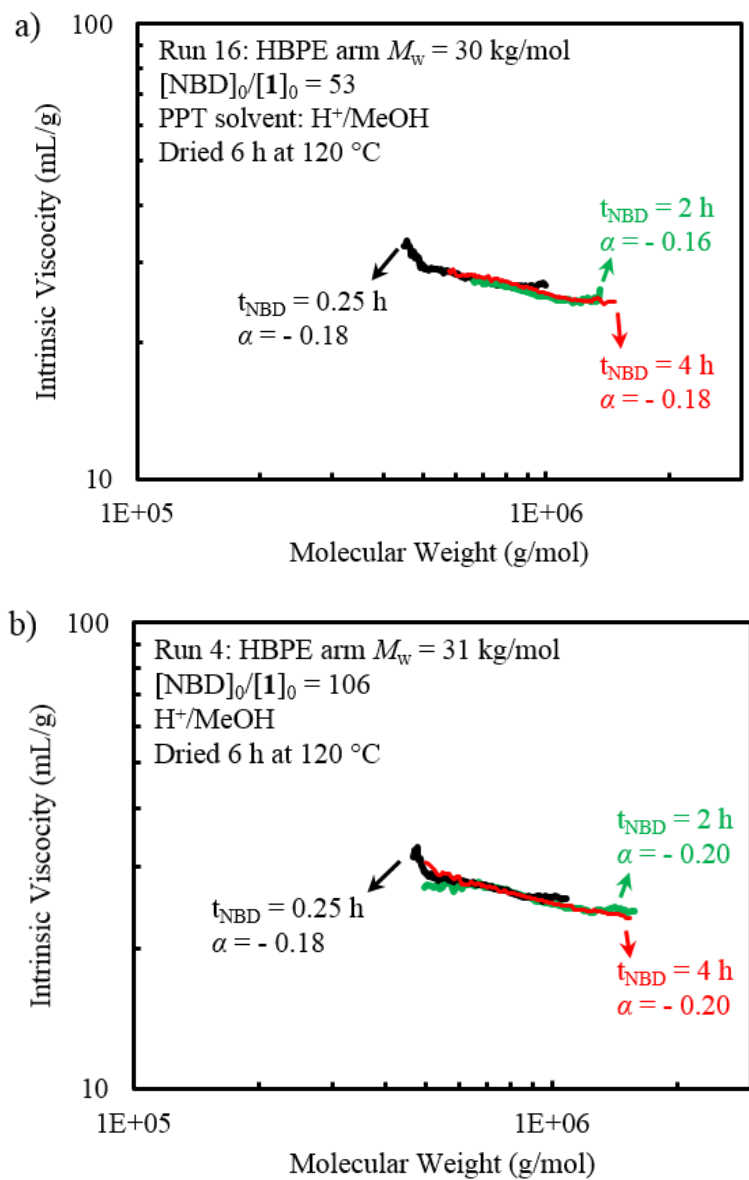 a)
100
Run 16: HBPE arm Mw = 30 kg/mol
[NBD]0/[1]0 = 53
PPT solvent: H+/MeOH
Dried 6 h at 120 °C
tNBD = 2 h
α = - 0.16
tNBD = 0.25 h
α = - 0.18
tNBD = 4 h
α = - 0.18
Intrinsic Viscocity (mL/g)
10
1E+05
1E+06
Molecular Weight (g/mol)
b)
100
Run 4: HBPE arm Mw = 31 kg/mol
[NBD]0/[1]0 = 106
H+/MeOH
Dried 6 h at 120 °C
tNBD = 2 h
α = - 0.20
tNBD = 0.25 h
α = - 0.18
tNBD = 4 h
α = - 0.20
Intrinsic Viscocity (mL/g)
10
1E+05
1E+06
Molecular Weight (g/mol)